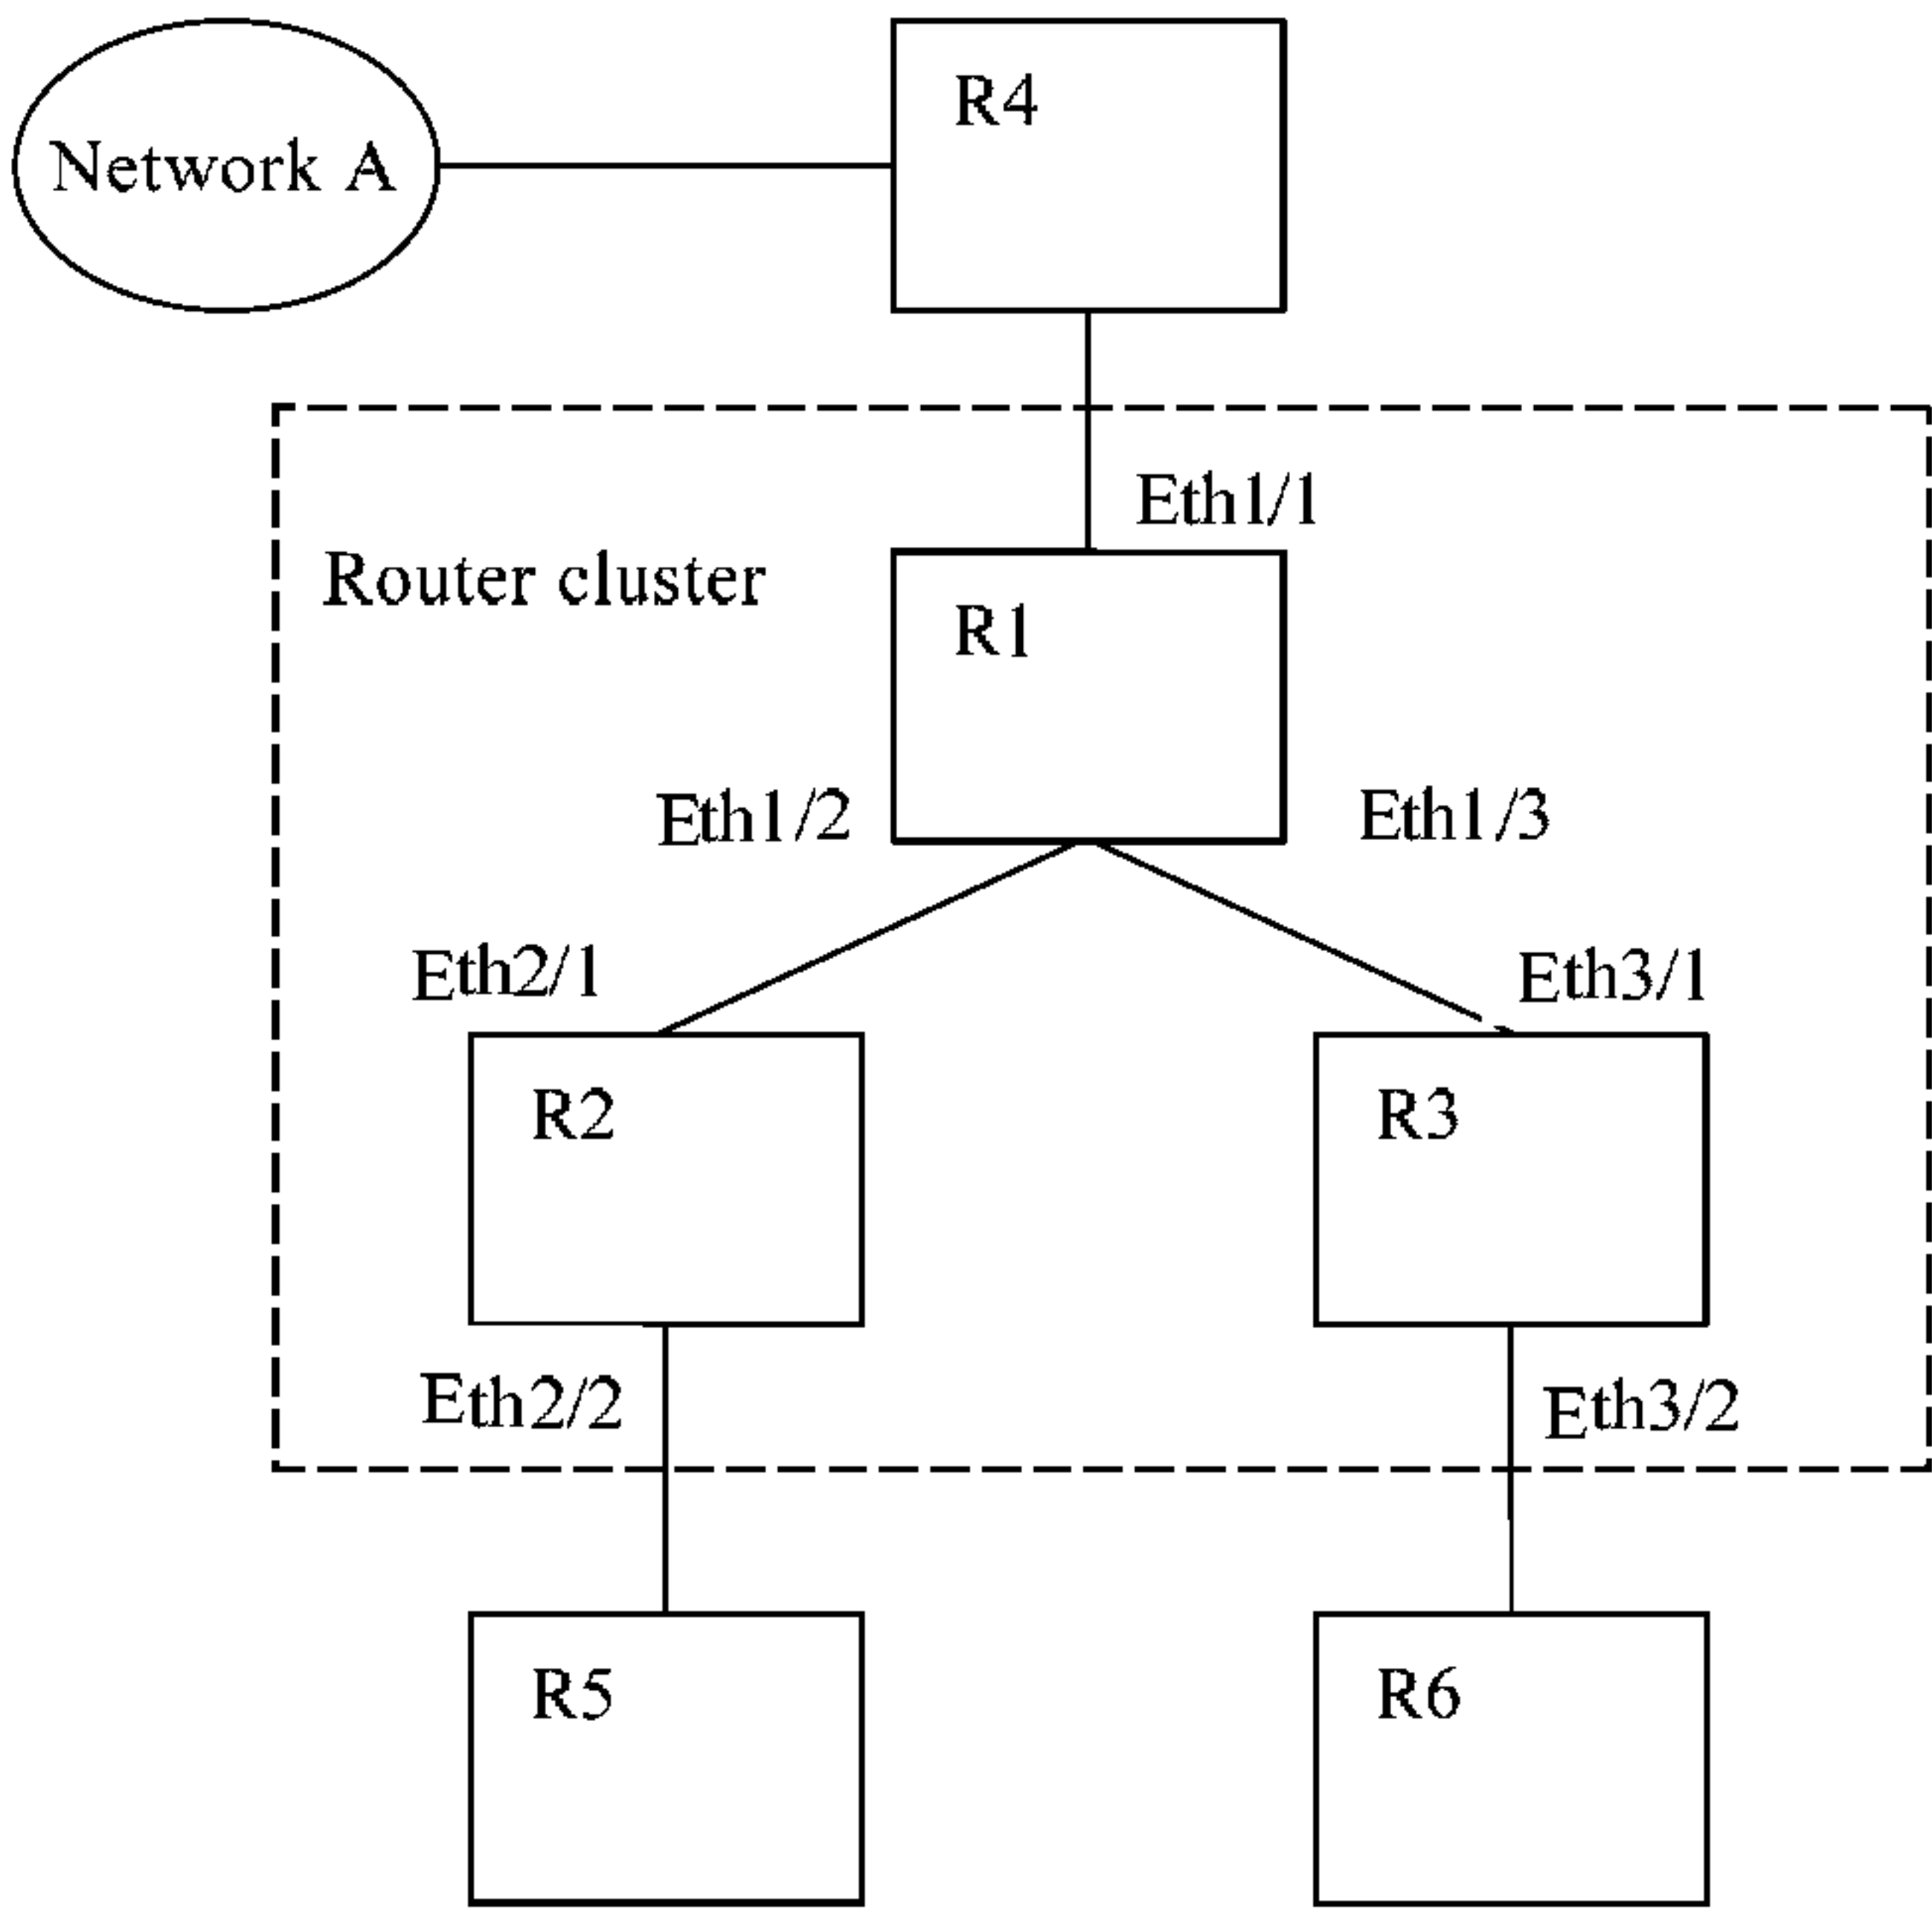 R4
Network A
Eth1/1
Router cluster
R1
Eth1/2
Eth1/3
Eth2/1
Eth3/1
R2
R3
Eth2/2
Eth3/2
R5
R6